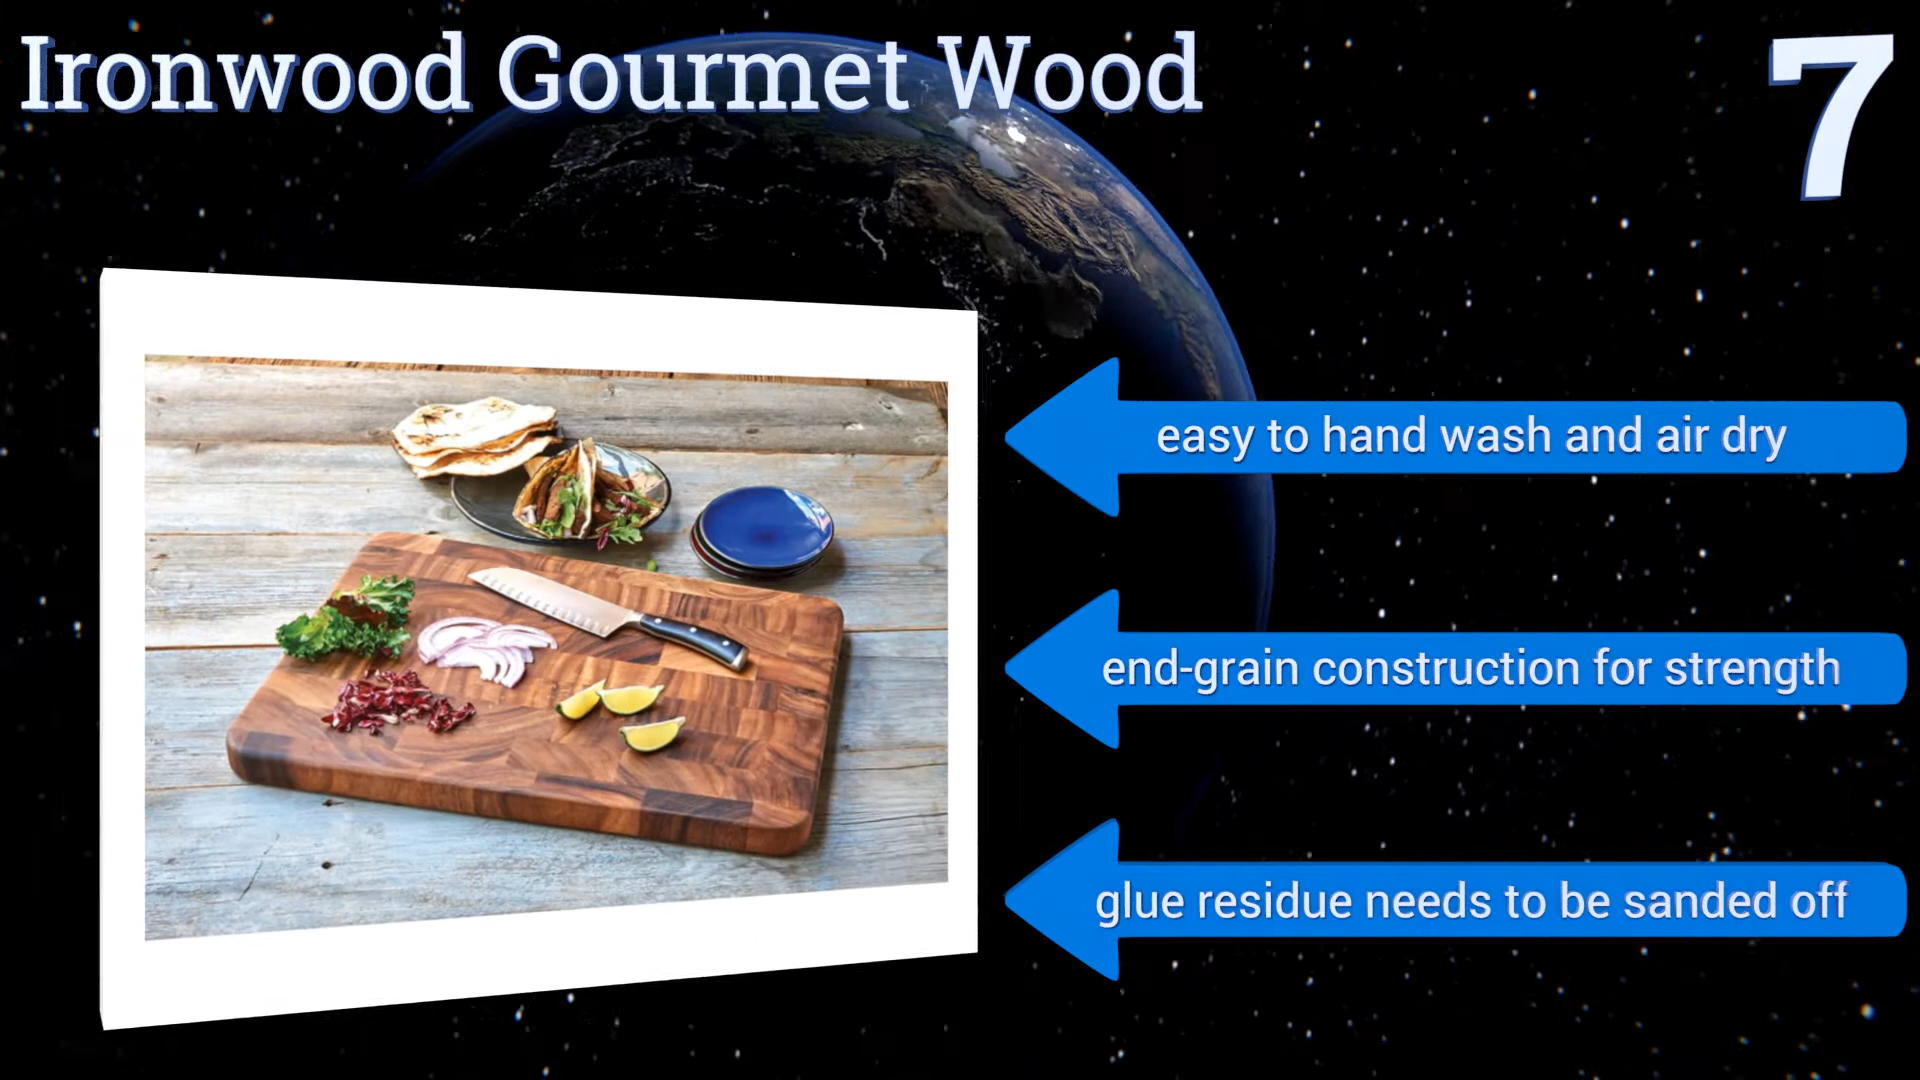 Ironwood Gourmet Wood
7
easy to hand wash and air dry
end-grain construction for strength
glue residue needs to be sanded off